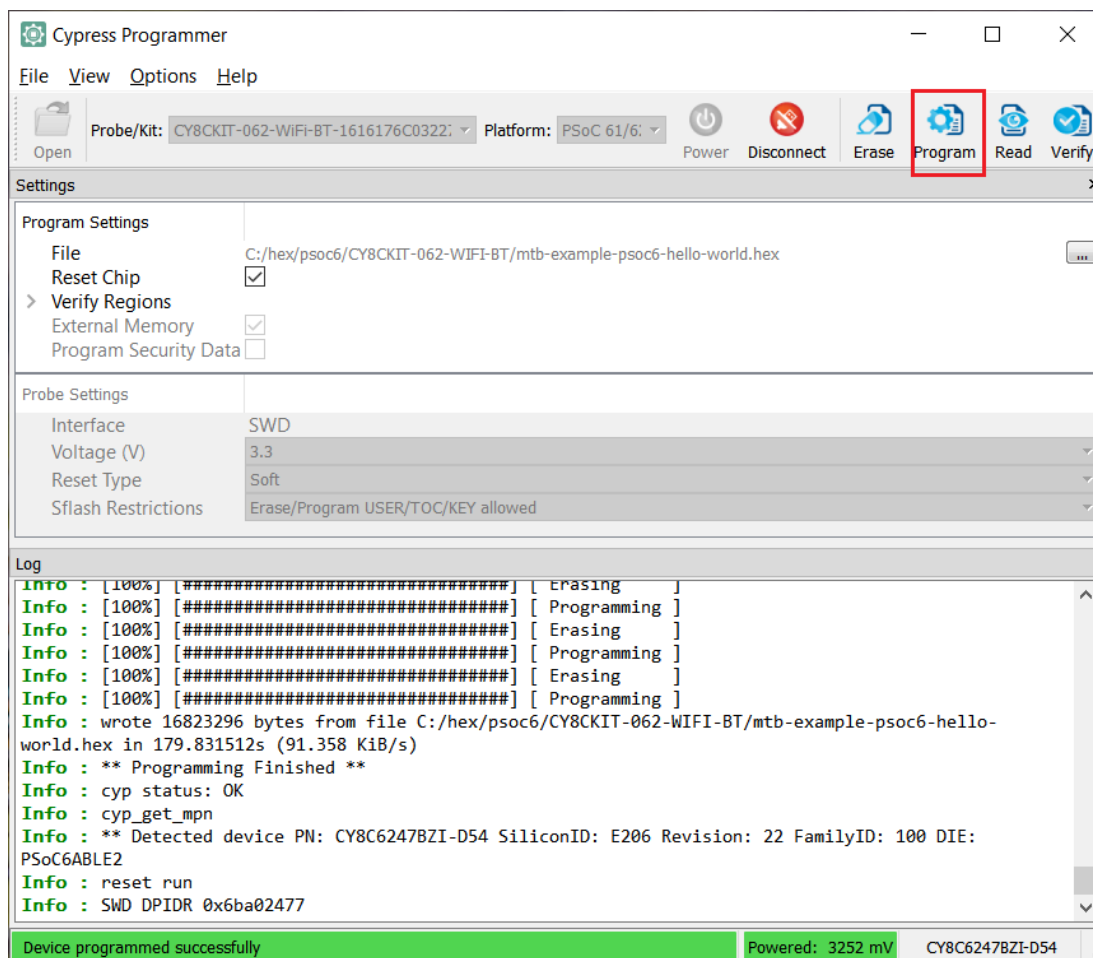 Cypress Programmer
File View Options Help
Open Probe/Kit: CY8CKIT-062-WiFi-BT-1616176C0322 Platform: PSoC 61/6 Power Disconnect Erase Program Read Verify
Settings
Program Settings
File C:/hex/psoc6/CY8CKIT-062-WIFI-BT/mtb-example-psoc6-hello-world.hex ...
Reset Chip
Verify Regions
External Memory
Program Security Data
Probe Settings
Interface SWD
Voltage (V) 3.3
Reset Type Soft
Sflash Restrictions Erase/Program USER/TOC/KEY allowed
Log
Info : [100%] [################################] [ Erasing ]
Info : [100%] [################################] [ Programming ]
Info : [100%] [################################] [ Erasing ]
Info : [100%] [################################] [ Programming ]
Info : [100%] [################################] [ Erasing ]
Info : [100%] [################################] [ Programming ]
Info : wrote 16823296 bytes from file C:/hex/psoc6/CY8CKIT-062-WIFI-BT/mtb-example-psoc6-hello-
world.hex in 179.831512s (91.358 KiB/s)
Info : ** Programming Finished **
Info : cyp status: OK
Info : cyp_get_mpn
Info : ** Detected device PN: CY8C6247BZI-D54 SiliconID: E206 Revision: 22 FamilyID: 100 DIE:
PSoC6ABLE2
Info : reset run
Info : SWD DPIDR 0x6ba02477
Device programmed successfully Powered: 3252 mV CY8C6247BZI-D54